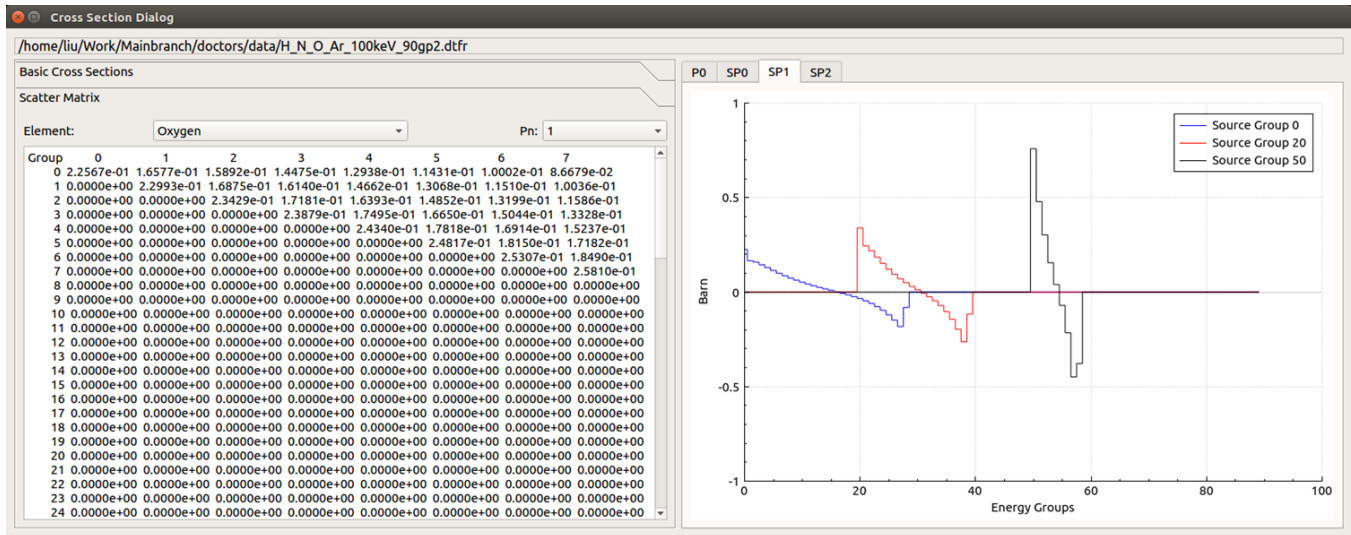 Cross Section Dialog
/home/liu/Work/Mainbranch/doctors/data/H_N_O_Ar_100keV_90gp2.dtfr
Basic Cross Sections
Scatter Matrix
Element: Oxygen Pn: 1
Group 0 1 2 3 4 5 6 7
0 2.2567e-01 1.6577e-01 1.5892e-01 1.4475e-01 1.2938e-01 1.1431e-01 1.0002e-01 8.6679e-02
1 0.0000e+00 2.2993e-01 1.6875e-01 1.6140e-01 1.4662e-01 1.3068e-01 1.1510e-01 1.0036e-01
2 0.0000e+00 0.0000e+00 2.3429e-01 1.7181e-01 1.6393e-01 1.4852e-01 1.3199e-01 1.1586e-01
3 0.0000e+00 0.0000e+00 0.0000e+00 2.3879e-01 1.7495e-01 1.6650e-01 1.5044e-01 1.3328e-01
4 0.0000e+00 0.0000e+00 0.0000e+00 0.0000e+00 2.4340e-01 1.7818e-01 1.6914e-01 1.5237e-01
5 0.0000e+00 0.0000e+00 0.0000e+00 0.0000e+00 0.0000e+00 2.4817e-01 1.8150e-01 1.7182e-01
6 0.0000e+00 0.0000e+00 0.0000e+00 0.0000e+00 0.0000e+00 0.0000e+00 2.5307e-01 1.8490e-01
7 0.0000e+00 0.0000e+00 0.0000e+00 0.0000e+00 0.0000e+00 0.0000e+00 0.0000e+00 2.5810e-01
8 0.0000e+00 0.0000e+00 0.0000e+00 0.0000e+00 0.0000e+00 0.0000e+00 0.0000e+00 0.0000e+00
9 0.0000e+00 0.0000e+00 0.0000e+00 0.0000e+00 0.0000e+00 0.0000e+00 0.0000e+00 0.0000e+00
10 0.0000e+00 0.0000e+00 0.0000e+00 0.0000e+00 0.0000e+00 0.0000e+00 0.0000e+00 0.0000e+00
11 0.0000e+00 0.0000e+00 0.0000e+00 0.0000e+00 0.0000e+00 0.0000e+00 0.0000e+00 0.0000e+00
12 0.0000e+00 0.0000e+00 0.0000e+00 0.0000e+00 0.0000e+00 0.0000e+00 0.0000e+00 0.0000e+00
13 0.0000e+00 0.0000e+00 0.0000e+00 0.0000e+00 0.0000e+00 0.0000e+00 0.0000e+00 0.0000e+00
14 0.0000e+00 0.0000e+00 0.0000e+00 0.0000e+00 0.0000e+00 0.0000e+00 0.0000e+00 0.0000e+00
15 0.0000e+00 0.0000e+00 0.0000e+00 0.0000e+00 0.0000e+00 0.0000e+00 0.0000e+00 0.0000e+00
16 0.0000e+00 0.0000e+00 0.0000e+00 0.0000e+00 0.0000e+00 0.0000e+00 0.0000e+00 0.0000e+00
17 0.0000e+00 0.0000e+00 0.0000e+00 0.0000e+00 0.0000e+00 0.0000e+00 0.0000e+00 0.0000e+00
18 0.0000e+00 0.0000e+00 0.0000e+00 0.0000e+00 0.0000e+00 0.0000e+00 0.0000e+00 0.0000e+00
19 0.0000e+00 0.0000e+00 0.0000e+00 0.0000e+00 0.0000e+00 0.0000e+00 0.0000e+00 0.0000e+00
20 0.0000e+00 0.0000e+00 0.0000e+00 0.0000e+00 0.0000e+00 0.0000e+00 0.0000e+00 0.0000e+00
21 0.0000e+00 0.0000e+00 0.0000e+00 0.0000e+00 0.0000e+00 0.0000e+00 0.0000e+00 0.0000e+00
22 0.0000e+00 0.0000e+00 0.0000e+00 0.0000e+00 0.0000e+00 0.0000e+00 0.0000e+00 0.0000e+00
23 0.0000e+00 0.0000e+00 0.0000e+00 0.0000e+00 0.0000e+00 0.0000e+00 0.0000e+00 0.0000e+00
24 0.0000e+00 0.0000e+00 0.0000e+00 0.0000e+00 0.0000e+00 0.0000e+00 0.0000e+00 0.0000e+00
P0 SP0 SP1 SP2
Source Group 0
Source Group 20
Source Group 50
1
0.5
0
-0.5
-1
Barn
0 20 40 60 80 100
Energy Groups